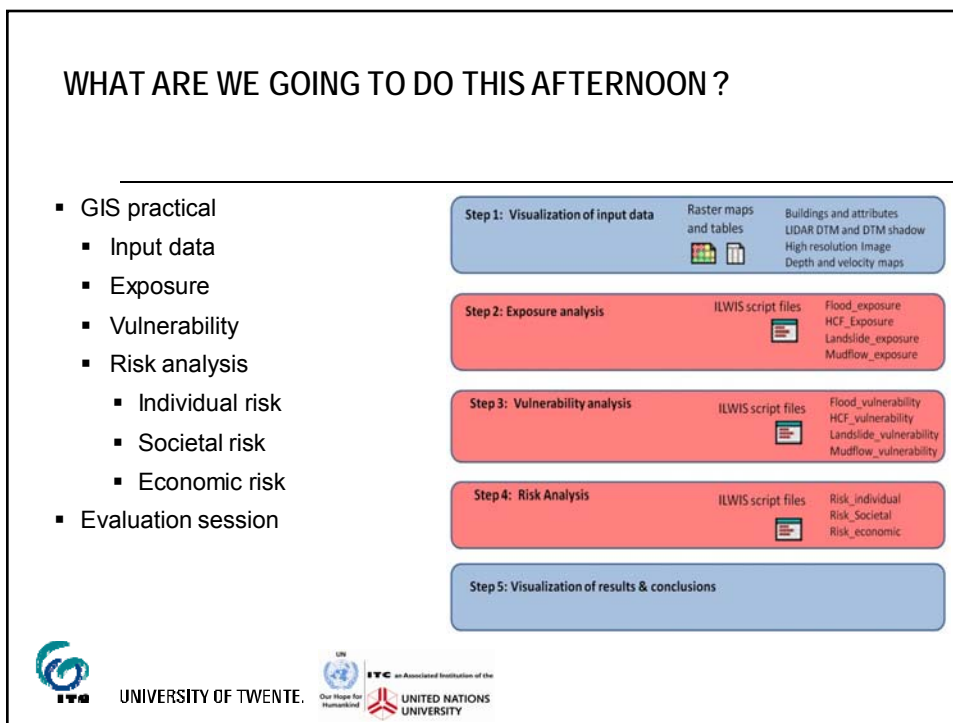 WHAT ARE WE GOING TO DO THIS AFTERNOON ?
▪ GIS practical
▪ Input data
▪ Exposure
▪ Vulnerability
▪ Risk analysis
▪ Individual risk
▪ Societal risk
▪ Economic risk
▪ Evaluation session
Step 1: Visualization of input data
Raster maps
and tables
Buildings and attributes
LIDAR DTM and DTM shadow
High resolution Image
Depth and velocity maps
Step 2: Exposure analysis
ILWIS script files
Flood_exposure
HCF_Exposure
Landslide_exposure
Mudflow_exposure
Step 3: Vulnerability analysis
ILWIS script files
Flood_vulnerability
HCF_vulnerability
Landslide_vulnerability
Mudflow_vulnerability
Step 4: Risk Analysis
ILWIS script files
Risk_individual
Risk_Societal
Risk_economic
Step 5: Visualization of results & conclusions
ITC
UNIVERSITY OF TWENTE.
UN
Our Hope for
Humankind
ITC an Associated Institution of the
UNITED NATIONS
UNIVERSITY